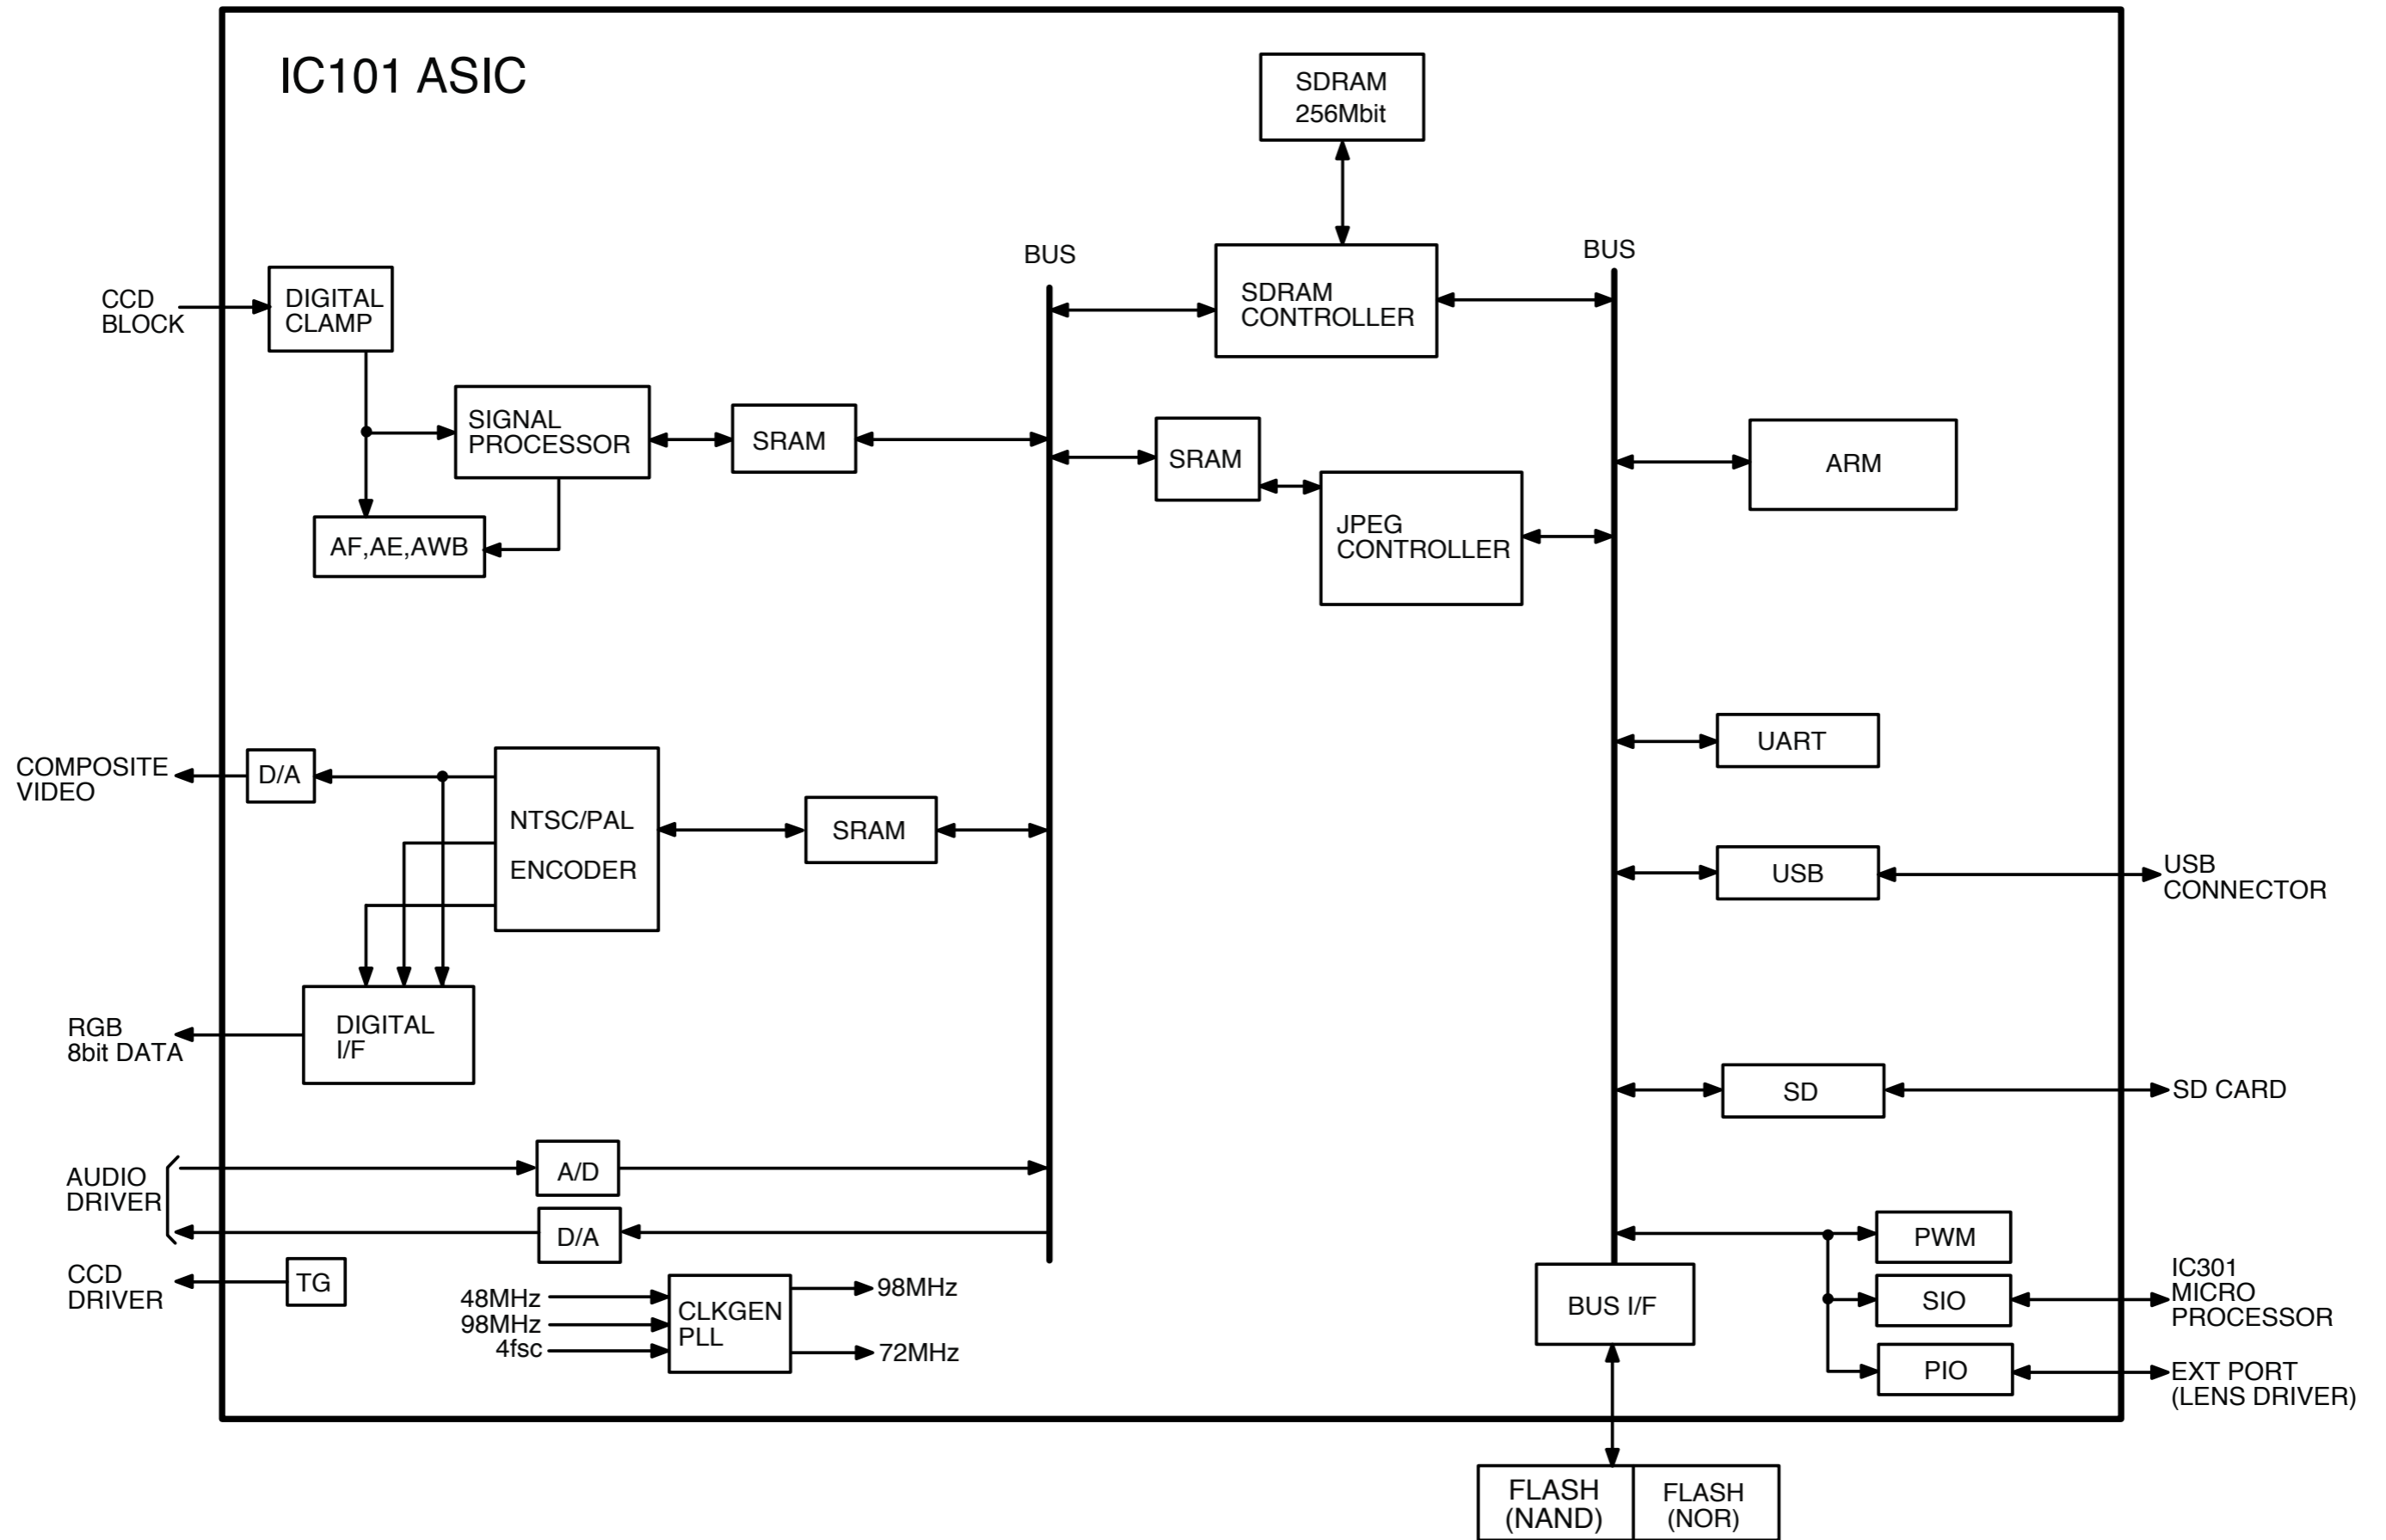 IC101 ASIC
SDRAM
256Mbit
BUS
BUS
CCD
BLOCK
DIGITAL
CLAMP
SDRAM
CONTROLLER
SIGNAL
PROCESSOR
SRAM
SRAM
ARM
AF,AE,AWB
JPEG
CONTROLLER
UART
COMPOSITE
VIDEO
D/A
NTSC/PAL
ENCODER
SRAM
USB
USB
CONNECTOR
RGB
8bit DATA
DIGITAL
I/F
SD
SD CARD
AUDIO
DRIVER
A/D
D/A
PWM
CCD
DRIVER
TG
48MHz
98MHz
4fsc
CLKGEN
PLL
98MHz
72MHz
BUS I/F
SIO
IC301
MICRO
PROCESSOR
PIO
EXT PORT
(LENS DRIVER)
FLASH
(NAND)
FLASH
(NOR)